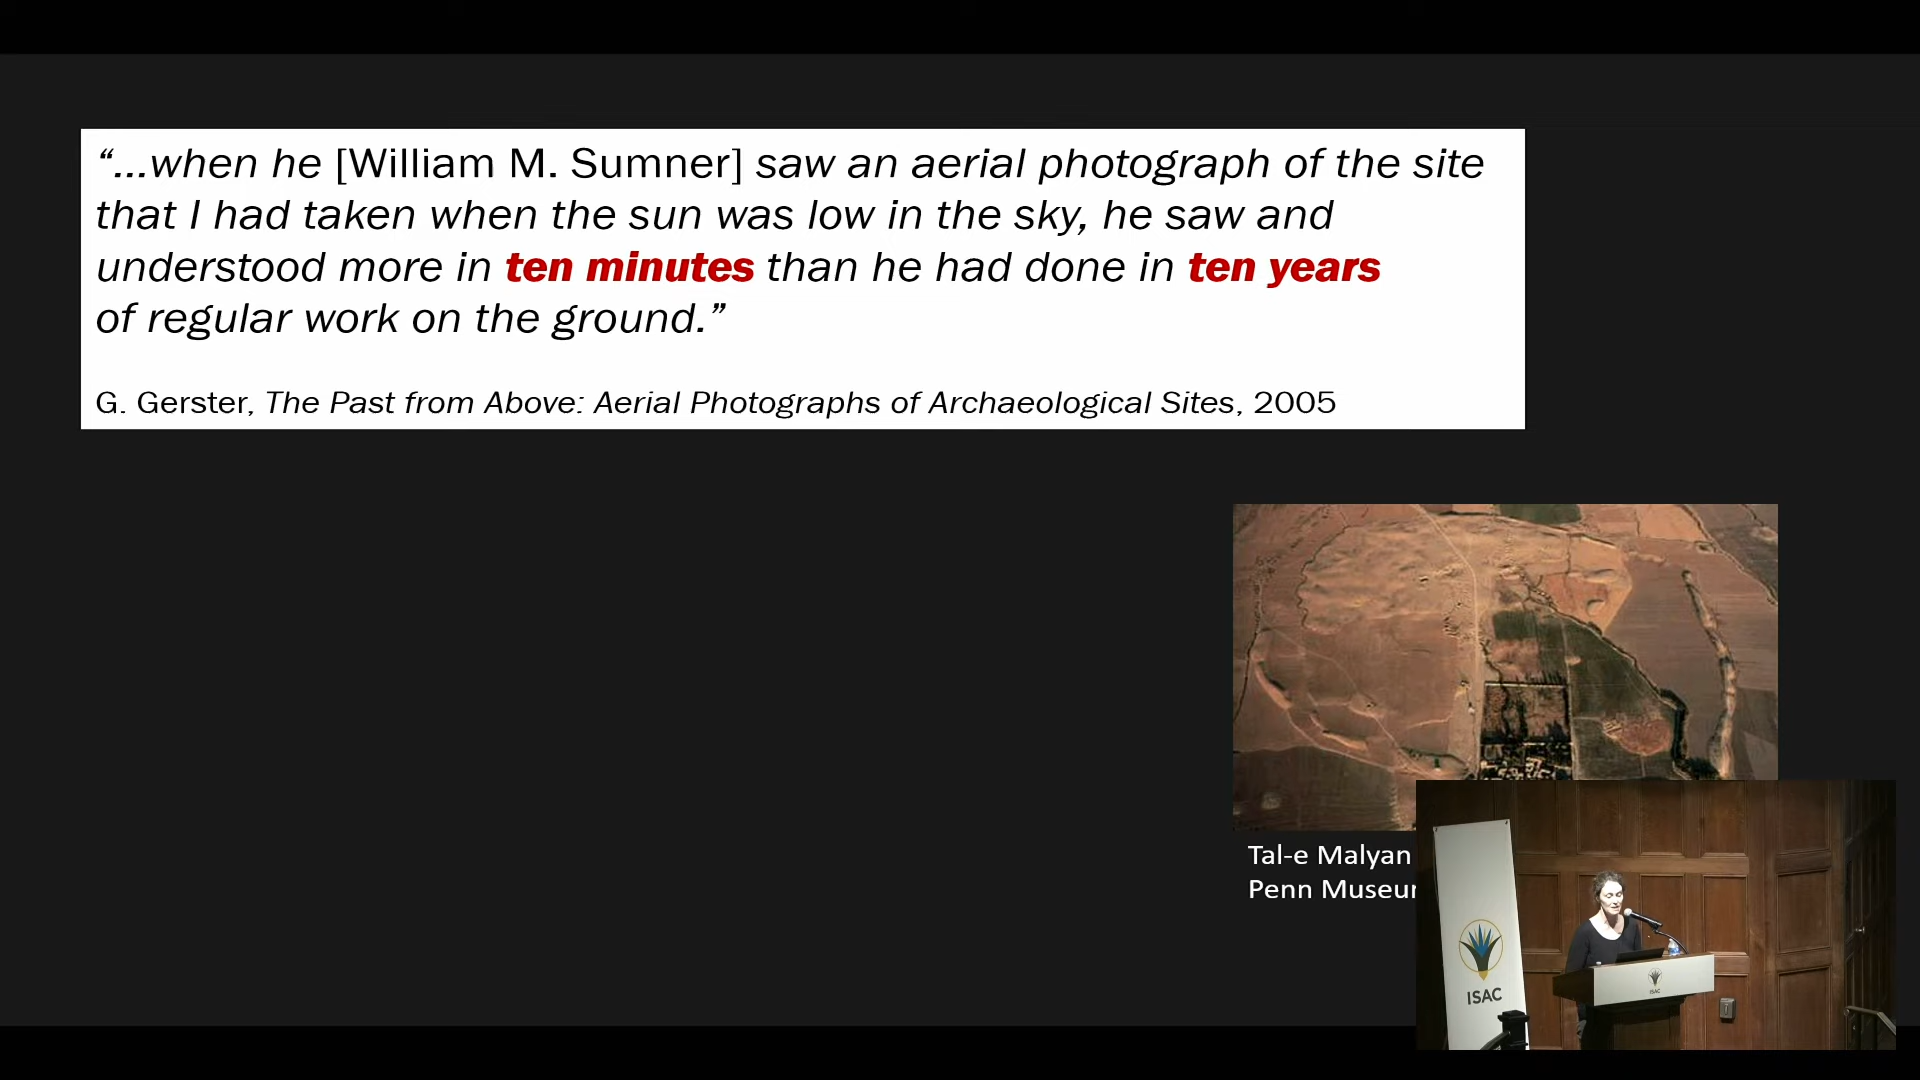 “...when he [William M. Sumner] saw an aerial photograph of the site
that I had taken when the sun was low in the sky, he saw and
understood more in ten minutes than he had done in ten years
of regular work on the ground.”
G. Gerster, The Past from Above: Aerial Photographs of Archaeological Sites, 2005
Tal-e Malyan
Penn Museu
ISAC
ISAC